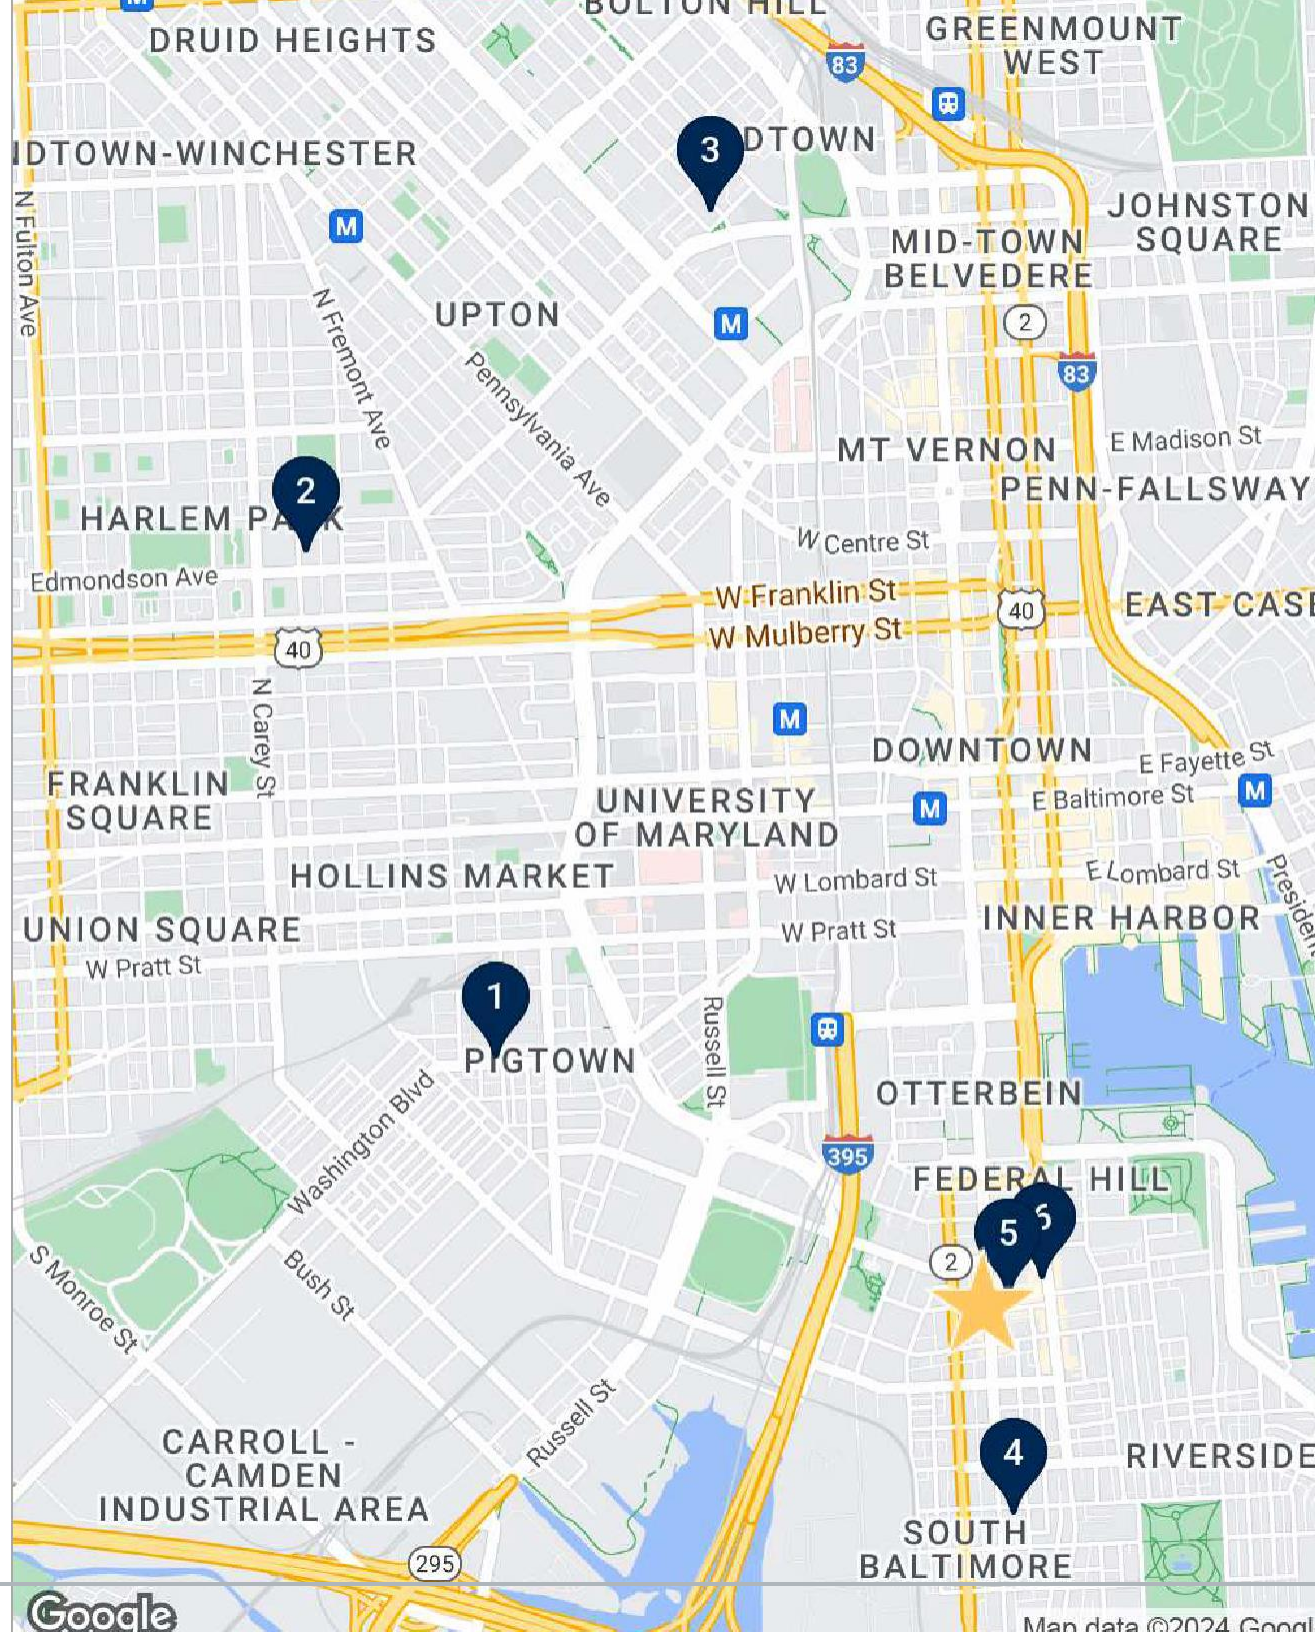 BOLTON HILL
DRUID HEIGHTS
GREENMOUNT
WEST
83
3
DTOWN
DTOWN-WINCHESTER
N Fulton Ave
M
JOHNSTON
SQUARE
MID-TOWN
BELVEDERE
N Fremont Ave
UPTON
M
2
Pennsylvania Ave
83
E Madison St
MT VERNON
PENN-FALLSWAY
2
HARLEM PA K
W Centre St
Edmondson Ave
W Franklin St
40
EAST CASE
W Mulberry St
40
N Carey St
M
DOWNTOWN
E Fayette St
FRANKLIN
SQUARE
UNIVERSITY
OF MARYLAND
M
E Baltimore St
M
HOLLINS MARKET
W Lombard St
E Lombard St
President
UNION SQUARE
W Pratt St
INNER HARBOR
W Pratt St
1
Russell St
PIGTOWN
Washington Blvd
OTTERBEIN
395
FEDERAL HILL
5
2
S Monroe St
Bush St
Russell St
4
CARROLL -
CAMDEN
INDUSTRIAL AREA
RIVERSIDE
SOUTH
BALTIMORE
295
Google
Map data ©2024 Googl